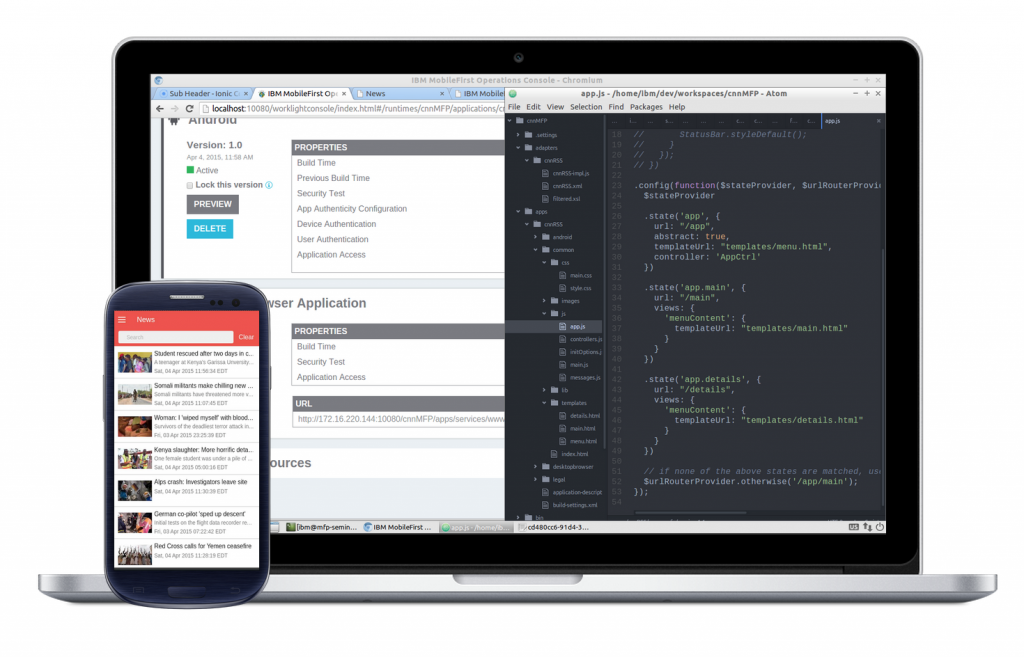 IBM MobileFirst Operations Console - Chromium
Sub Header - Ionic C
IBM MobileFirst Ope
News
IBM Mobile
localhost:10080/worklightconsole/index.html#/runtimes/cnnMFP/applications/c
Android
Version: 1.0
Apr 4, 2015, 11:58 AM
Active
Lock this version
PREVIEW
DELETE
PROPERTIES
Build Time
Previous Build Time
Security Test
App Authenticity Configuration
Device Authentication
User Authentication
Application Access
wser Application
PROPERTIES
Build Time
Security Test
Application Access
URL
http://172.16.220.144:10080/cnnMFP/apps/services/www
ources
app.js - /home/ibm/dev/workspaces/cnnMFP - Atom
File Edit View Selection Find Packages Help
cnnMFP
.settings
adapters
cnnRSS
cnnRSS-impl.js
cnnRSS.xml
filtered.xsl
apps
cnnRSS
android
common
css
main.css
style.css
images
js
app.js
controllers.js
initOptions.j
main.js
messages.js
lib
templates
details.html
main.html
menu.html
index.html
desktopbrowser
legal
application-descript
build-settings.xml
bin
app.js
18 // StatusBar.styleDefault();
19 // }
20 // });
21 // })
22
23 .config(function($stateProvider, $urlRouterProvi
24 $stateProvider
25
26 .state('app', {
27 url: "/app",
28 abstract: true,
29 templateUrl: "templates/menu.html",
30 controller: 'AppCtrl'
31 })
32
33 .state('app.main', {
34 url: "/main",
35 views: {
36 'menuContent': {
37 templateUrl: "templates/main.html"
38 }
39 }
40 })
41
42 .state('app.details', {
43 url: "/details",
44 views: {
45 'menuContent': {
46 templateUrl: "templates/details.html"
47 }
48 }
49 })
50
51 // if none of the above states are matched, us
52 $urlRouterProvider.otherwise('/app/main');
53 });
54
[ibm@mfp-semin...
IBM MobileFirst ...
app.js - /home/ib...
cd480cc6-91d4-3...
News
Search
Clear
Student rescued after two days in c...
A teenager at Kenya's Garissa University...
Sat, 04 Apr 2015 11:56:34 EDT
Somali militants make chilling new ...
Somali militants have threatened more v...
Sat, 04 Apr 2015 11:07:45 EDT
Woman: I 'wiped myself' with blood...
Survivors of the deadliest terror attack in...
Fri, 03 Apr 2015 23:25:39 EDT
Kenya slaughter: More horrific deta...
One female student was under a pile of ...
Sat, 04 Apr 2015 05:00:16 EDT
Alps crash: Investigators leave site
Sat, 04 Apr 2015 11:30:39 EDT
German co-pilot 'sped up descent'
Initial tests on the flight data recorder re...
Fri, 03 Apr 2015 07:22:42 EDT
Red Cross calls for Yemen ceasefire
Sat, 04 Apr 2015 11:28:19 EDT